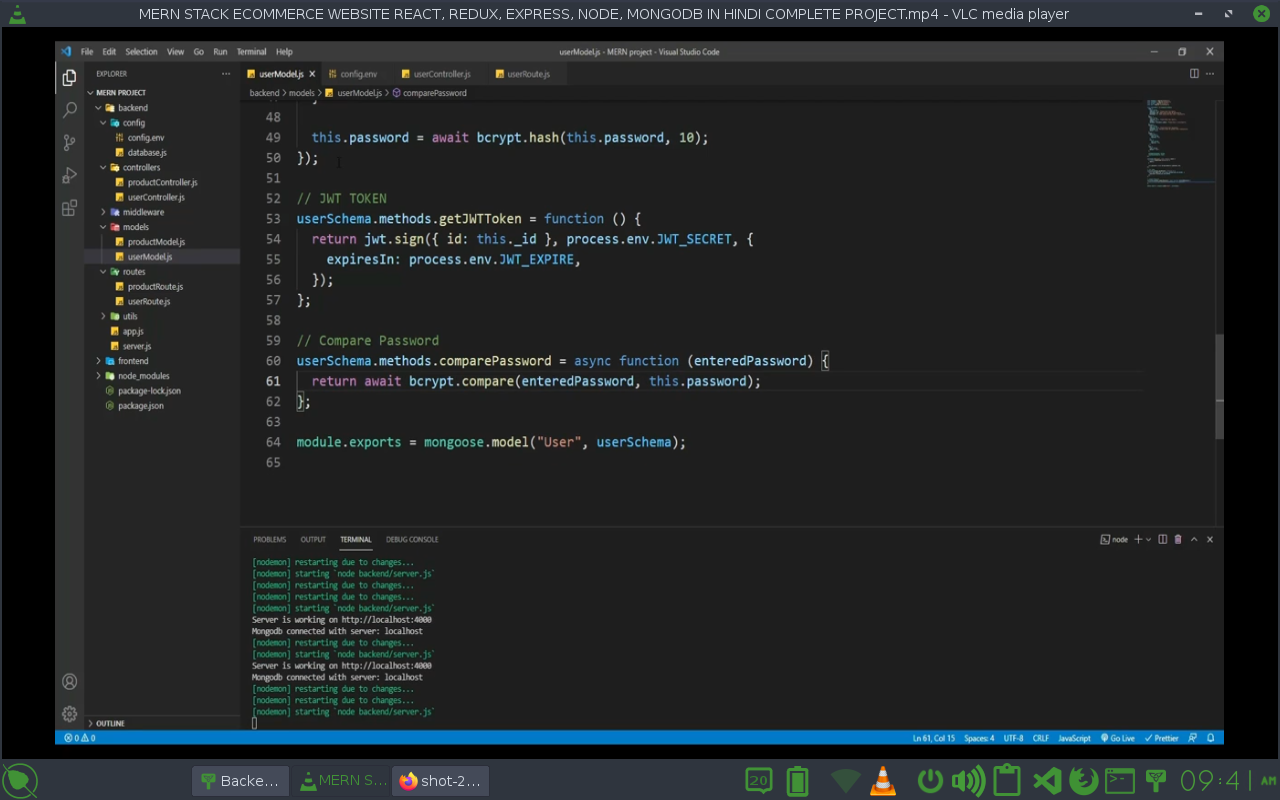 MERN STACK ECOMMERCE WEBSITE REACT, REDUX, EXPRESS, NODE, MONGODB IN HINDI COMPLETE PROJECT.mp4 - VLC media player
File Edit Selection View Go Run Terminal Help
userModel.js - MERN project - Visual Studio Code
EXPLORER
userModel.js
config.env
userController.js
userRoute.js
backend > models > userModel.js > comparePassword
MERN PROJECT
backend
config
config.env
database.js
controllers
productController.js
userController.js
middleware
models
productModel.js
userModel.js
routes
productRoute.js
userRoute.js
utils
app.js
server.js
frontend
node_modules
package-lock.json
package.json
OUTLINE
48
49 this.password = await bcrypt.hash(this.password, 10);
50 });
51
52 // JWT TOKEN
53 userSchema.methods.getJWTToken = function () {
54 return jwt.sign({ id: this._id }, process.env.JWT_SECRET, {
55 expiresIn: process.env.JWT_EXPIRE,
56 });
57 };
58
59 // Compare Password
60 userSchema.methods.comparePassword = async function (enteredPassword) {
61 return await bcrypt.compare(enteredPassword, this.password);
62 };
63
64 module.exports = mongoose.model("User", userSchema);
65
PROBLEMS OUTPUT TERMINAL DEBUG CONSOLE
node
[nodemon] restarting due to changes...
[nodemon] starting `node backend/server.js`
[nodemon] restarting due to changes...
[nodemon] restarting due to changes...
[nodemon] starting `node backend/server.js`
Server is working on http://localhost:4000
Mongodb connected with server: localhost
[nodemon] restarting due to changes...
[nodemon] starting `node backend/server.js`
Server is working on http://localhost:4000
Mongodb connected with server: localhost
[nodemon] restarting due to changes...
[nodemon] restarting due to changes...
[nodemon] starting `node backend/server.js`
0 0
Ln 61, Col 15 Spaces: 4 UTF-8 CRLF JavaScript Go Live Prettier
Backe...
MERN S...
shot-2...
20
09:41 AM